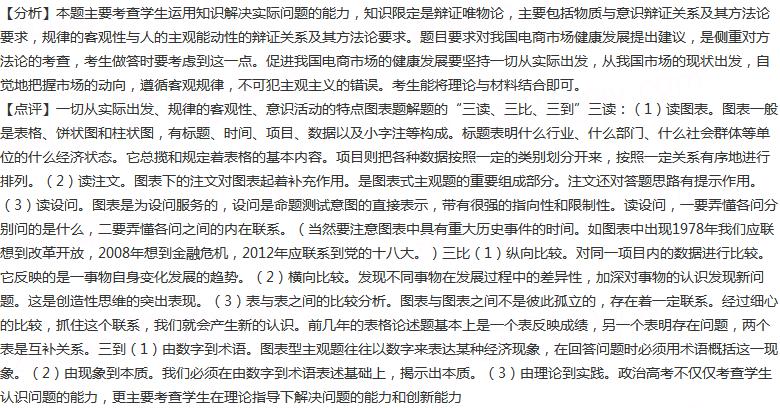 【分析】本题主要考查学生运用知识解决实际问题的能力，知识限定是辩证唯物论，主要包括物质与意识辩证关系及其方法论
要求，规律的客观性与人的主观能动性的辩证关系及其方法论要求。题目要求对我国电商市场健康发展提出建议，是侧重对方
法论的考查，考生做答时要考虑到这一点。促进我国电商市场的健康发展要坚持一切从实际出发，从我国市场的现状出发，自
觉地把握市场的动向，遵循客观规律，不可犯主观主义的错误。考生能将理论与材料结合即可。
【点评】一切从实际出发、规律的客观性、意识活动的特点图表题解题的“三读、三比、三到”三读：（1）读图表。图表一般
是表格、饼状图和柱状图，有标题、时间、项目、数据以及小字注等构成。标题表明什么行业、什么部门、什么社会群体等单
位的什么经济状态。它总揽和规定着表格的基本内容。项目则把各种数据按照一定的类别划分开来，按照一定关系有序地进行
排列。（2）读注文。图表下的注文对图表起着补充作用。是图表式主观题的重要组成部分。注文还对答题思路有提示作用。
（3）读设问。图表是为设问服务的，设问是命题测试意图的直接表示，带有很强的指向性和限制性。读设问，一要弄懂各问分
别问的是什么，二要弄懂各问之间的内在联系。（当然要注意图表中具有重大历史事件的时间。如图表中出现1978年我们应联
想到改革开放，2008年想到金融危机，2012年应联系到党的十八大。）三比（1）纵向比较。对同一项目内的数据进行比较。
它反映的是一事物自身变化发展的趋势。（2）横向比较。发现不同事物在发展过程中的差异性，加深对事物的认识发现新问
题。这是创造性思维的突出表现。（3）表与表之间的比较分析。图表与图表之间不是彼此孤立的，存在着一定联系。经过细心
的比较，抓住这个联系，我们就会产生新的认识。前几年的表格论述题基本上是一个表反映成绩，另一个表明存在问题，两个
表是互补关系。三到（1）由数字到术语。图表型主观题往往以数字来表达某种经济现象，在回答问题时必须用术语概括这一现
象。（2）由现象到本质。我们必须在由数字到术语表述基础上，揭示出本质。（3）由理论到实践。政治高考不仅仅考查学生
认识问题的能力，更主要考查学生在理论指导下解决问题的能力和创新能力